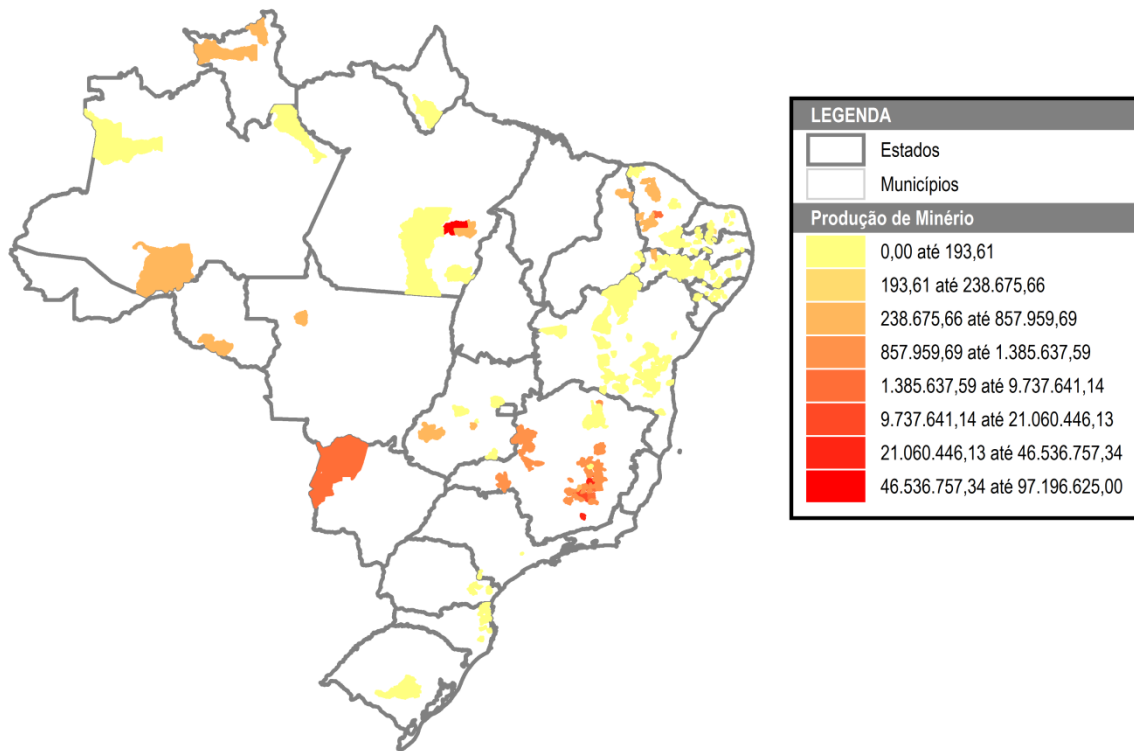 LEGENDA
Estados
Municípios
Produção de Minério
0,00 até 193,61
193,61 até 238.675,66
238.675,66 até 857.959,69
857.959,69 até 1.385.637,59
1.385.637,59 até 9.737.641,14
9.737.641,14 até 21.060.446,13
21.060.446,13 até 46.536.757,34
46.536.757,34 até 97.196.625,00